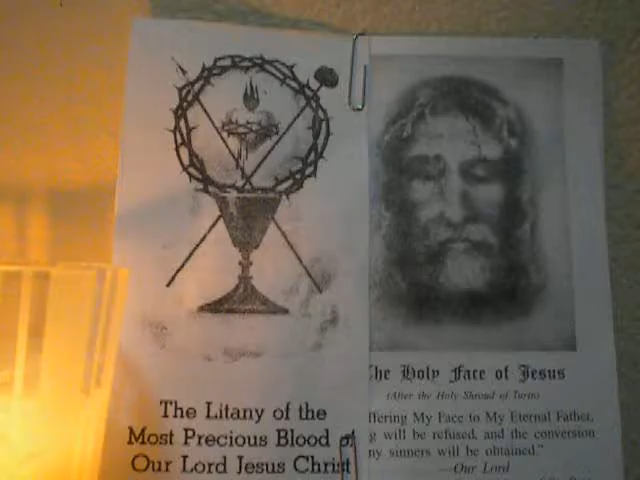 The Litany of the
Most Precious Blood of
Our Lord Jesus Christ
The Holy Face of Jesus
(After the Holy Shroud of Turin)
ffering My Face to My Eternal Father,
g will be refused, and the conversion
ny sinners will be obtained."
—Our Lord